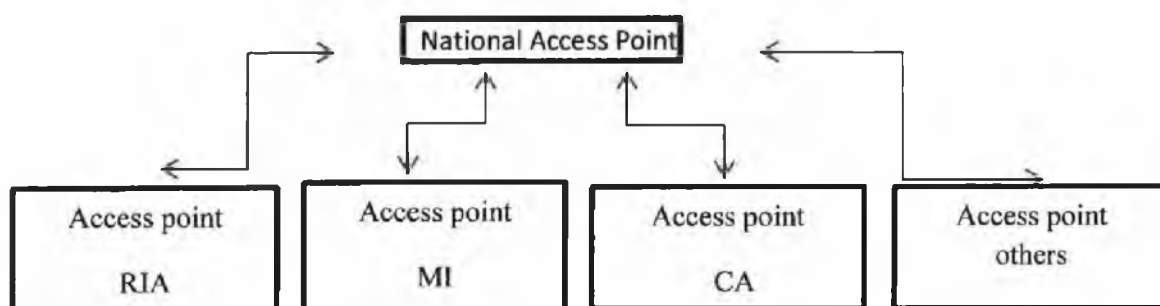 National Access Point
Access point
RIA
Access point
MI
Access point
CA
Access point
others